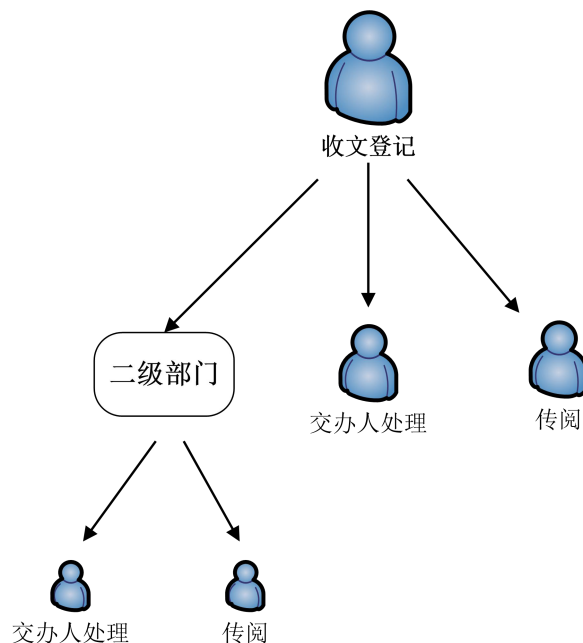 收文登记
二级部门
交办人处理
传阅
交办人处理
传阅